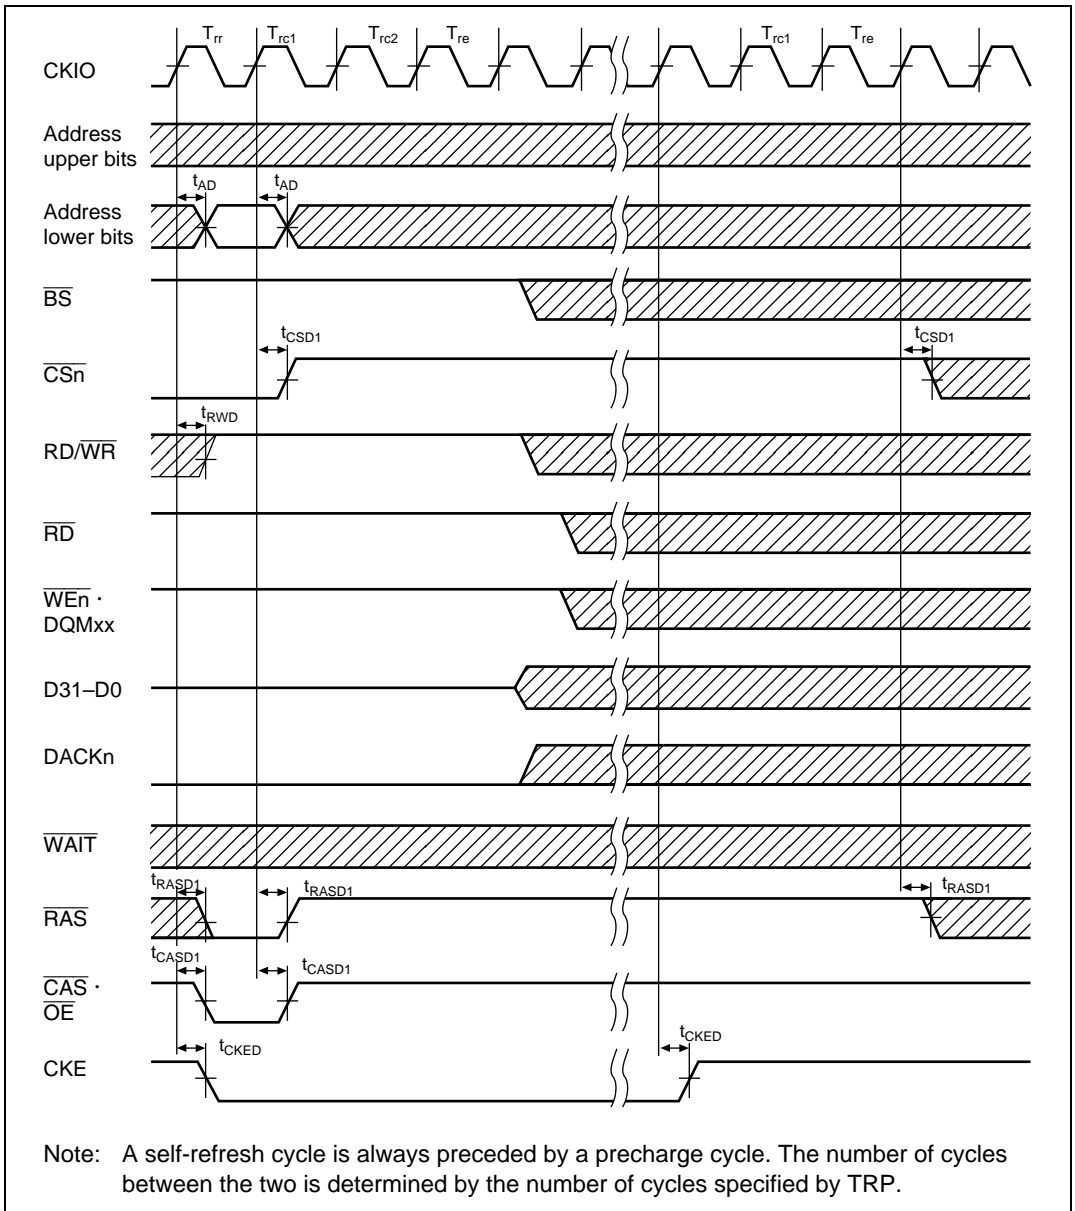 Trr Trc1 Trc2 Tre Trc1 Tre
CKIO
Address
upper bits
tAD tAD
Address
lower bits
BS
tCSD1 tCSD1
CSn
tRWD
RD/WR
RD
WEn ·
DQMxx
D31–D0
DACKn
WAIT
tRASD1 tRASD1 tRASD1
RAS
tCASD1 tCASD1
CAS ·
OE
tCKED tCKED
CKE
Note: A self-refresh cycle is always preceded by a precharge cycle. The number of cycles
between the two is determined by the number of cycles specified by TRP.